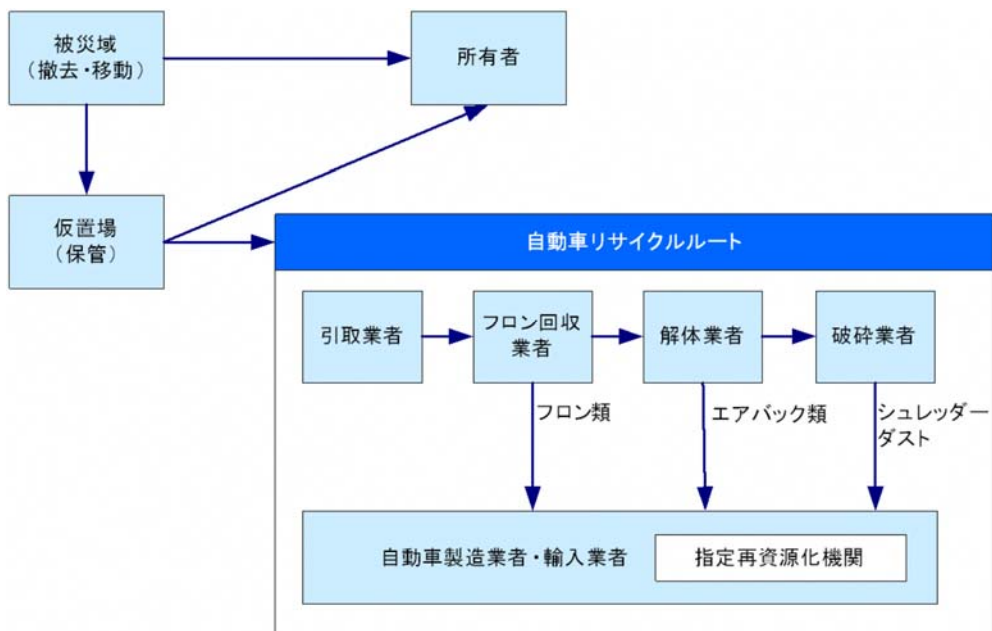 被災域
（撤去・移動）
所有者
仮置場
（保管）
自動車リサイクルルート
引取業者
フロン回収
業者
解体業者
破砕業者
フロン類
エアバック類
シュレッダー
ダスト
自動車製造業者・輸入業者
指定再資源化機関